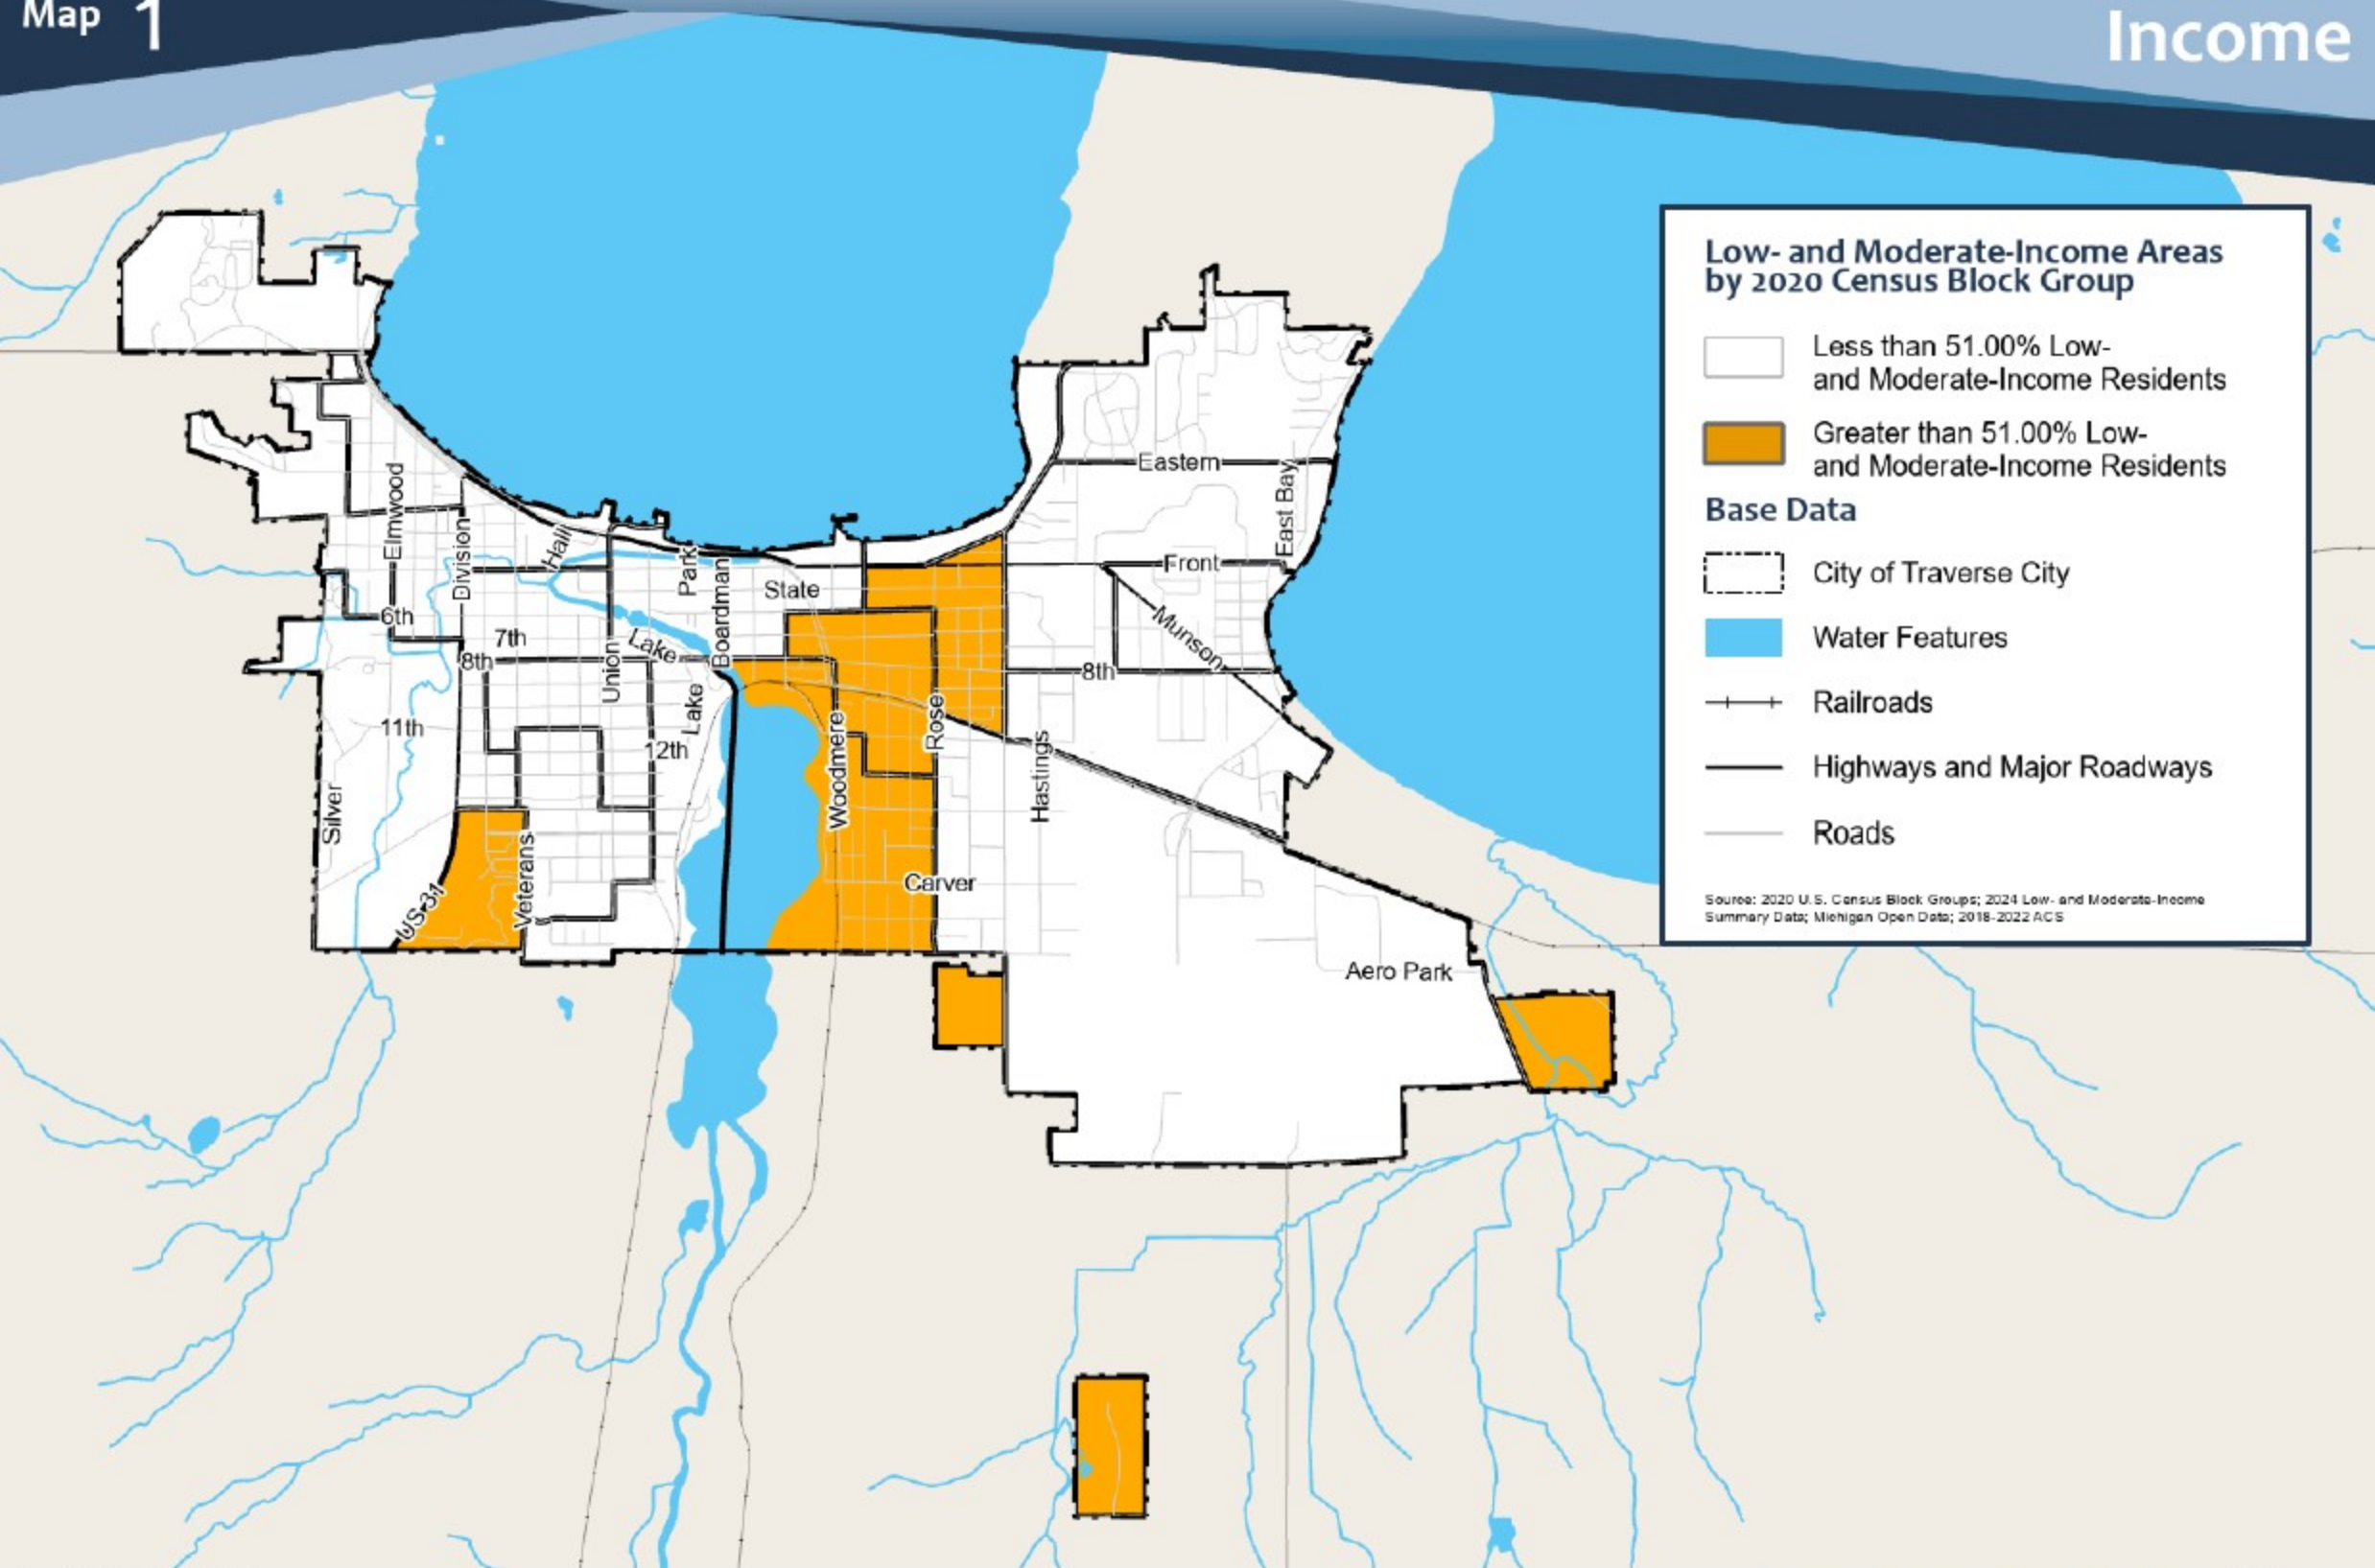 Map 1
Income
Low- and Moderate-Income Areas
by 2020 Census Block Group
Less than 51.00% Low-
and Moderate-Income Residents
Greater than 51.00% Low-
and Moderate-Income Residents
Base Data
City of Traverse City
Water Features
Railroads
Highways and Major Roadways
Roads
Source: 2020 U.S. Census Block Groups; 2024 Low- and Moderate-Income
Summary Data; Michigan Open Data; 2018-2022 ACS
Elmwood
Division
Hall
Park
Boardman
State
Eastern
East Bay
Front
Munson
6th
7th
8th
Union
Lake
8th
11th
12th
Lake
Woodmere
Rose
Hastings
Silver
US-31
Veterans
Carver
Aero Park